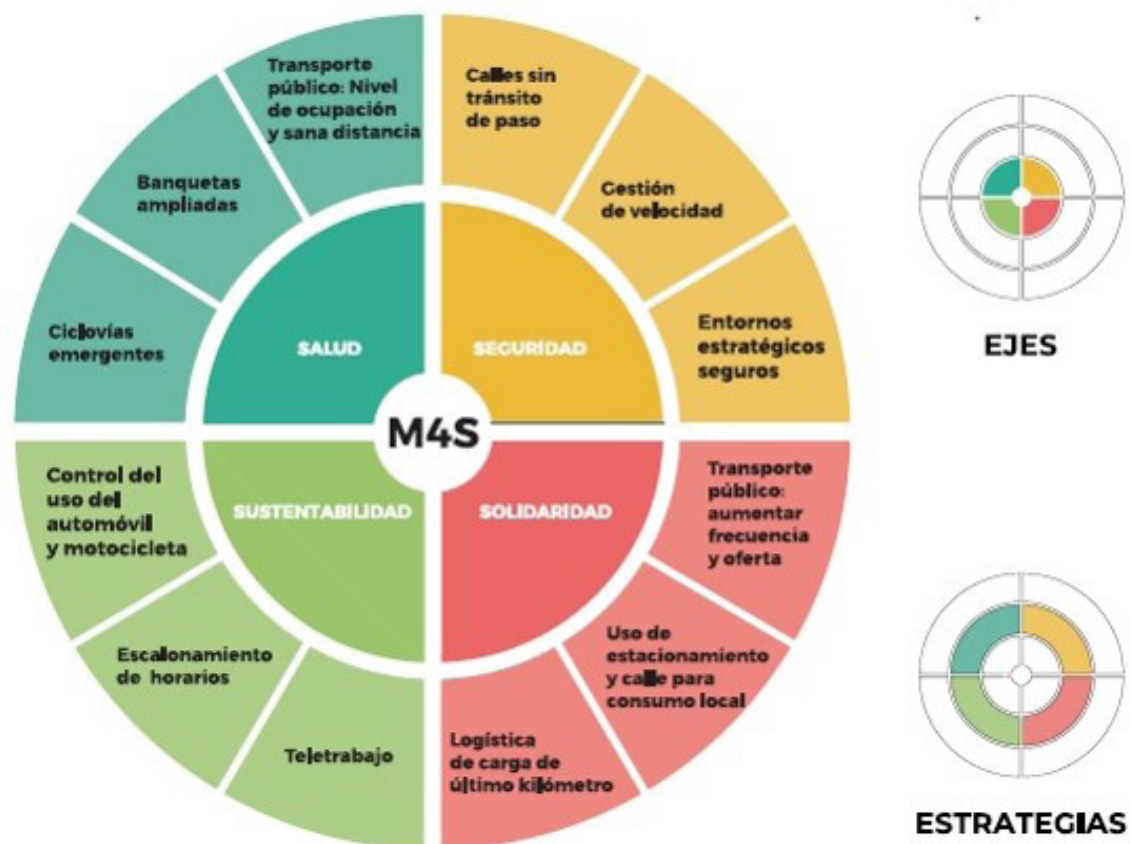 Transporte
público: Nivel
de ocupación
y sana distancia
Calles sin
tránsito
de paso
Banquetas
ampliadas
Gestión
de velocidad
Ciclovías
emergentes
Entornos
estratégicos
seguros
SALUD
SEGURIDAD
M4S
SUSTENTABILIDAD
SOLIDARIDAD
Control del
uso del
automóvil
y motocicleta
Transporte
público:
aumentar
frecuencia
y oferta
Escalonamiento
de horarios
Uso de
estacionamiento
y calle para
consumo local
Teletrabajo
Logística
de carga de
último kilómetro
EJES
ESTRATEGIAS